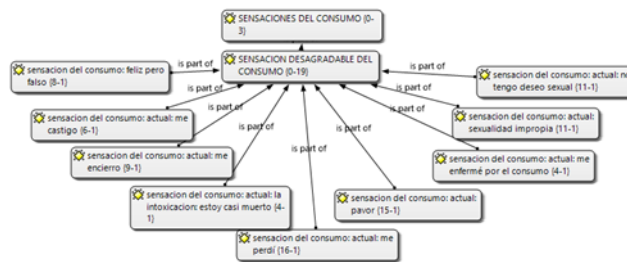 SENSACIONES DEL CONSUMO {0-
3}
SENSACION DESAGRADABLE DEL
CONSUMO {0-19}
is part of
is part of
sensacion del consumo: feliz pero
falso {8-1}
sensacion del consumo: actual: no
tengo deseo sexual {11-1}
is part of
is part of
sensacion del consumo: actual: me
castigo {6-1}
sensacion del consumo: actual:
sexualidad impropia {11-1}
is part of
is part of
is part of
is part of
is part of
sensacion del consumo: actual: me
encierro {9-1}
sensacion del consumo: actual: me
enfermé por el consumo {4-1}
sensacion del consumo: actual: la
intoxicacion: estoy casi muerto {4-
1}
sensacion del consumo: actual:
pavor {15-1}
sensacion del consumo: actual: me
perdí {16-1}